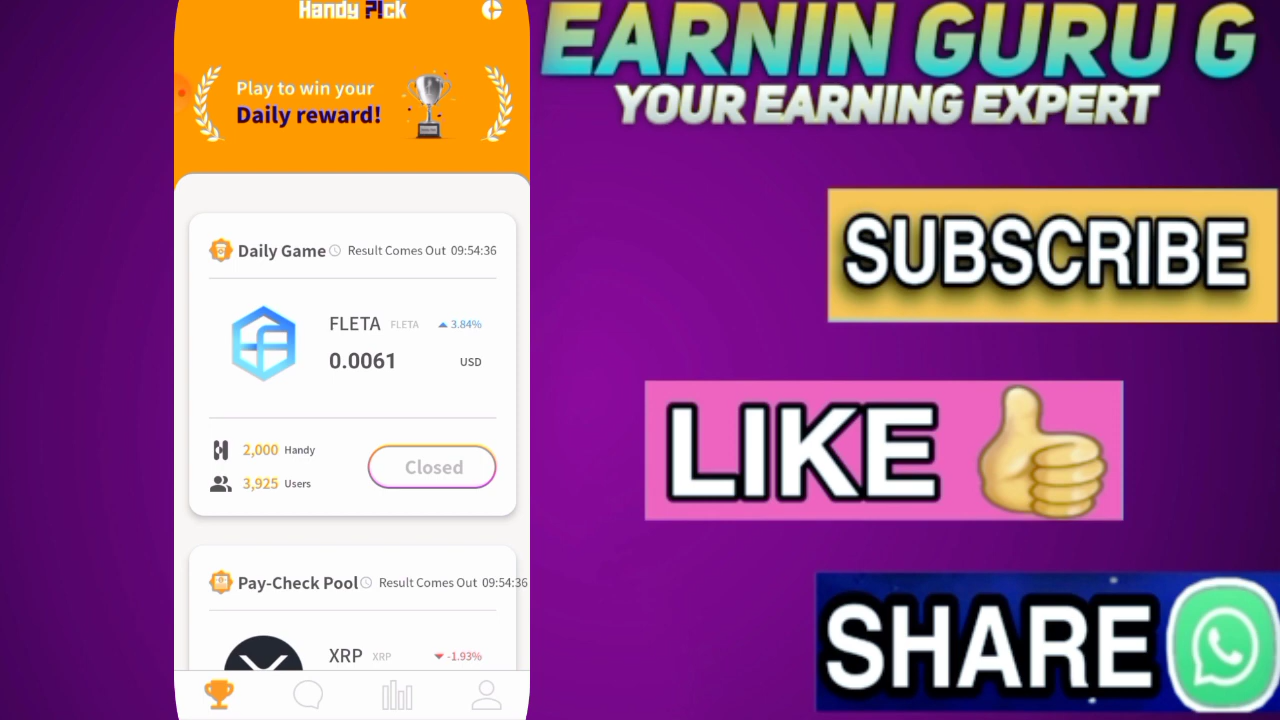 Handy P!ck
Play to win your
Daily reward!
Daily Game Result Comes Out 09:54:36
FLETA FLETA 3.84%
0.0061 USD
2,000 Handy
3,925 Users
Closed
Pay-Check Pool Result Comes Out 09:54:36
XRP XRP -1.93%
EARNIN GURU G
YOUR EARNING EXPERT
SUBSCRIBE
LIKE
SHARE